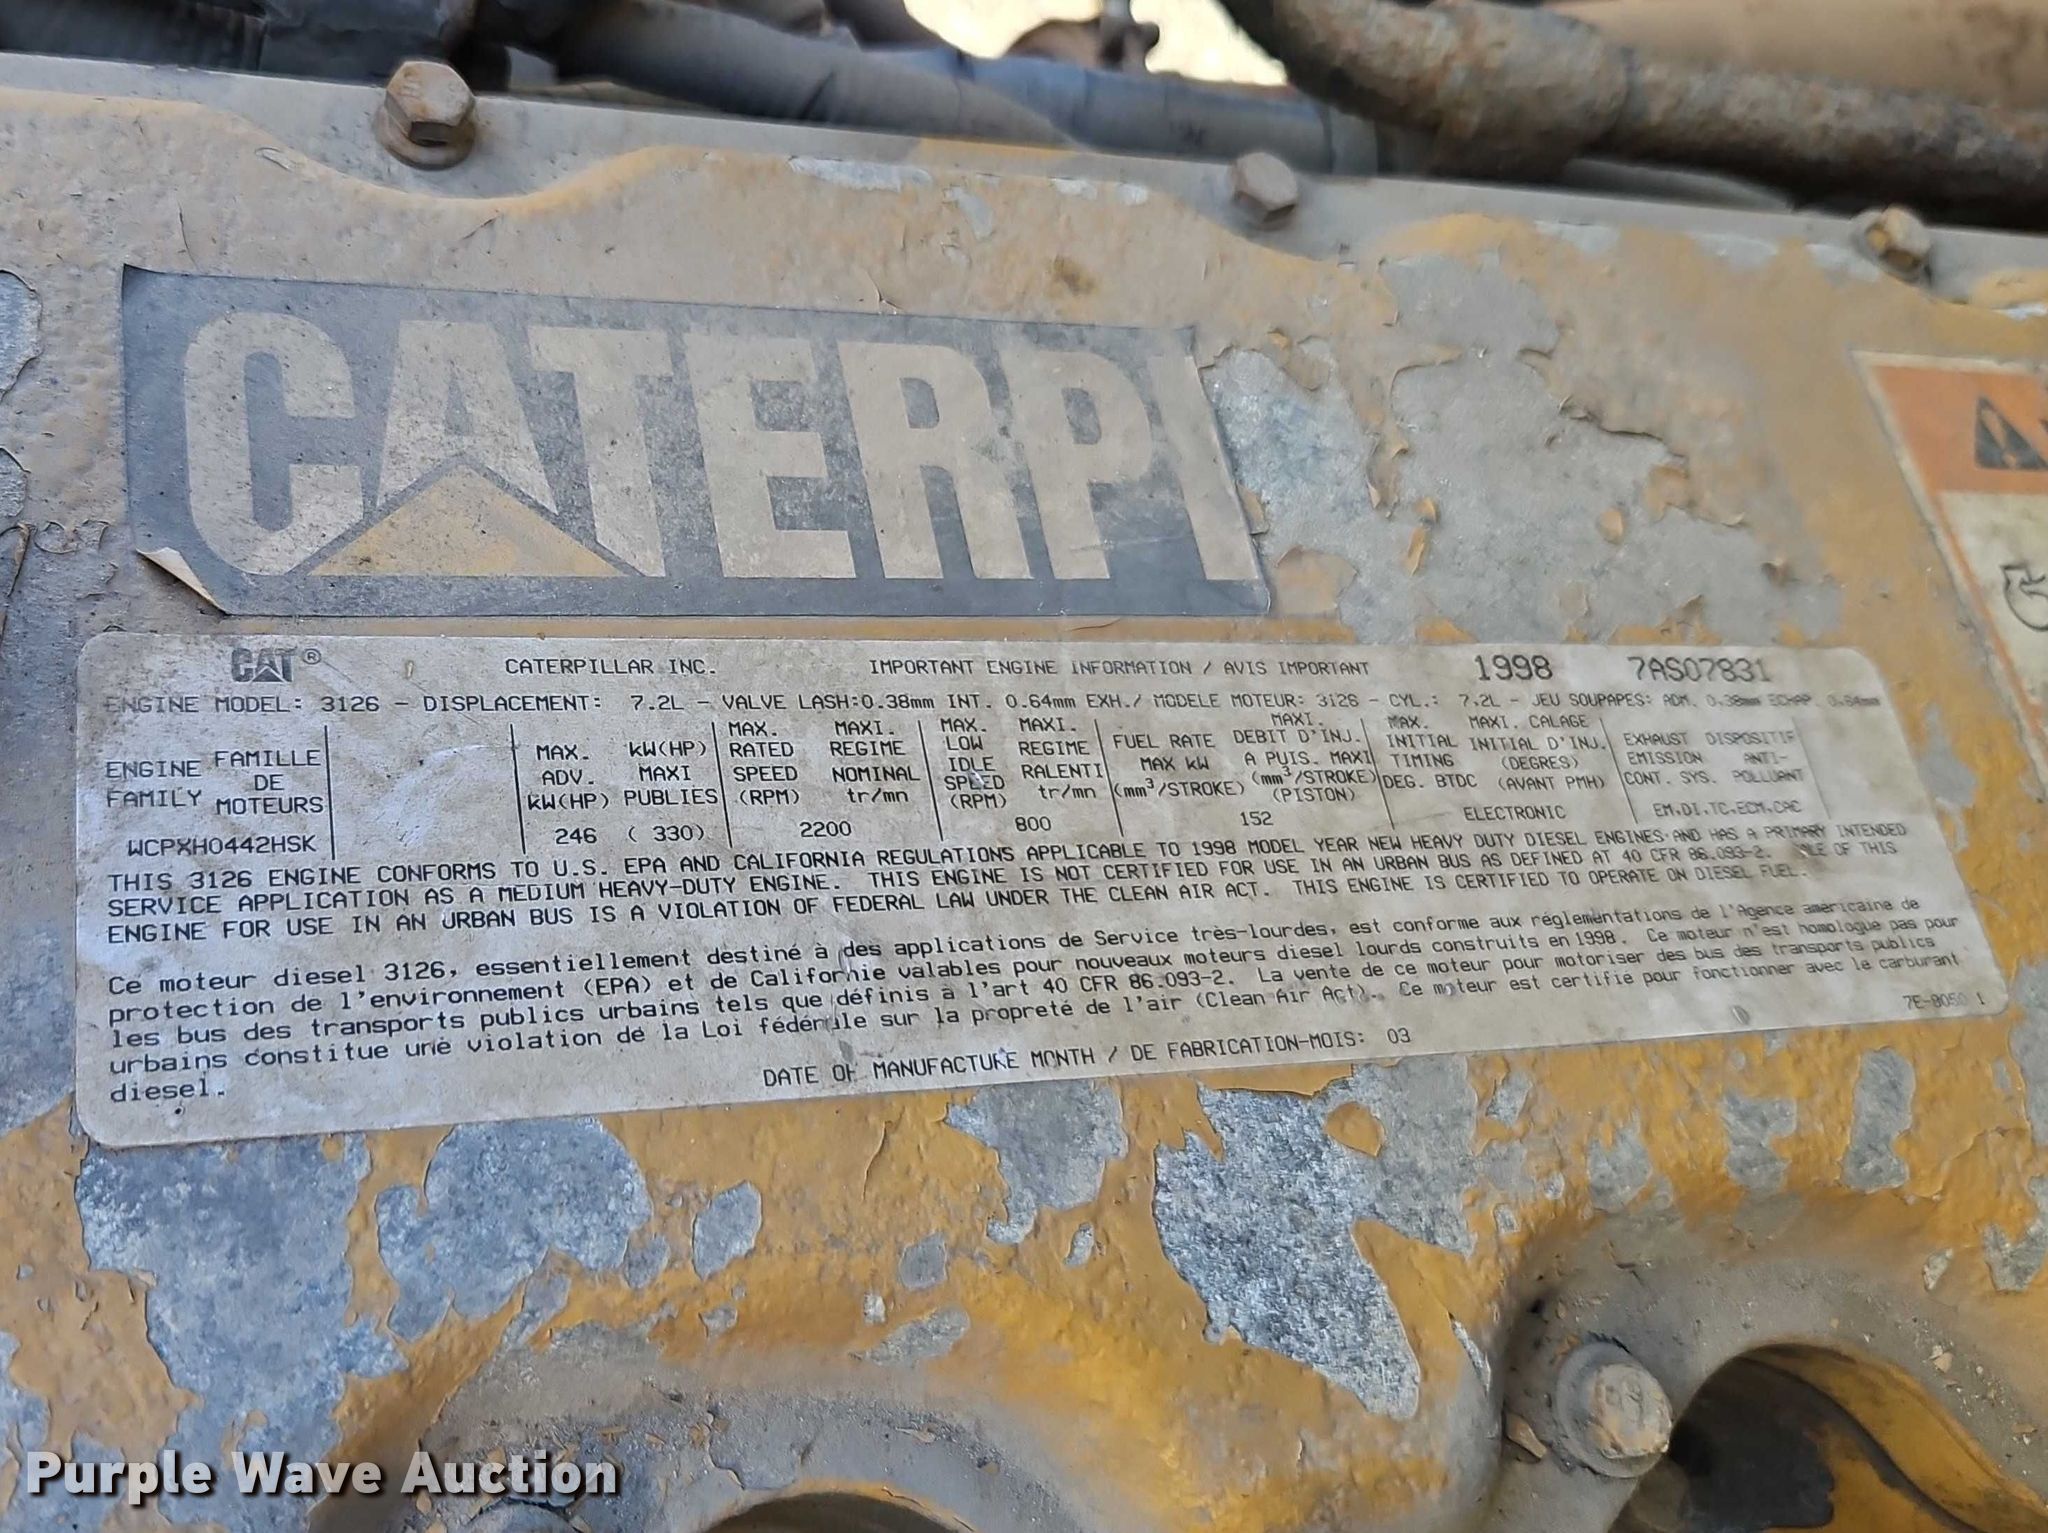 CATERPI
CAT® CATERPILLAR INC. IMPORTANT ENGINE INFORMATION / AVIS IMPORTANT 1998 7AS07831
ENGINE MODEL: 3126 - DISPLACEMENT: 7.2L - VALVE LASH:0.38mm INT. 0.64mm EXH./ MODELE MOTEUR: 3126 - CYL.: 7.2L - JEU SOUPAPES: ADM. 0.38mm ECHAP. 0.64mm
MAX. MAXI. MAX. MAXI. MAXI. MAX. MAXI. CALAGE
ENGINE FAMILLE MAX. kW(HP) RATED REGIME LOW REGIME FUEL RATE DEBIT D'INJ. INITIAL INITIAL D'INJ. EXHAUST DISPOSITIF
DE ADV. MAXI SPEED NOMINAL IDLE RALENTI MAX kW A PUIS. MAXI TIMING (DEGRES) EMISSION ANTI-
FAMILY MOTEURS kW(HP) PUBLIES (RPM) tr/mn SPEED (RPM) tr/mn (mm³/STROKE) (mm³/STROKE) (PISTON) DEG. BTDC (AVANT PMH) CONT. SYS. POLLUANT
WCPXH0442HSK 246 (330) 2200 800 152 ELECTRONIC EM,DI,TC,ECM,CAC
THIS 3126 ENGINE CONFORMS TO U.S. EPA AND CALIFORNIA REGULATIONS APPLICABLE TO 1998 MODEL YEAR NEW HEAVY DUTY DIESEL ENGINES AND HAS A PRIMARY INTENDED
SERVICE APPLICATION AS A MEDIUM HEAVY-DUTY ENGINE. THIS ENGINE IS NOT CERTIFIED FOR USE IN AN URBAN BUS AS DEFINED AT 40 CFR 86.093-2. OF THIS
ENGINE FOR USE IN AN URBAN BUS IS A VIOLATION OF FEDERAL LAW UNDER THE CLEAN AIR ACT. THIS ENGINE IS CERTIFIED TO OPERATE ON DIESEL FUEL.
Ce moteur diesel 3126, essentiellement destiné à des applications de Service très-lourdes, est conforme aux réglementations de l'Agence américaine de
protection de l'environnement (EPA) et de Californie valables pour nouveaux moteurs diesel lourds construits en 1998. Ce moteur n'est homologué pas pour
les bus des transports publics urbains tels que définis à l'art 40 CFR 86.093-2. La vente de ce moteur pour motoriser des bus des transports publics
urbains constitue une violation de la Loi fédérale sur la propreté de l'air (Clean Air Act). Ce moteur est certifié pour fonctionner avec le carburant
diesel.
7E-8050 1
DATE OF MANUFACTURE MONTH / DE FABRICATION-MOIS: 03
Purple Wave Auction